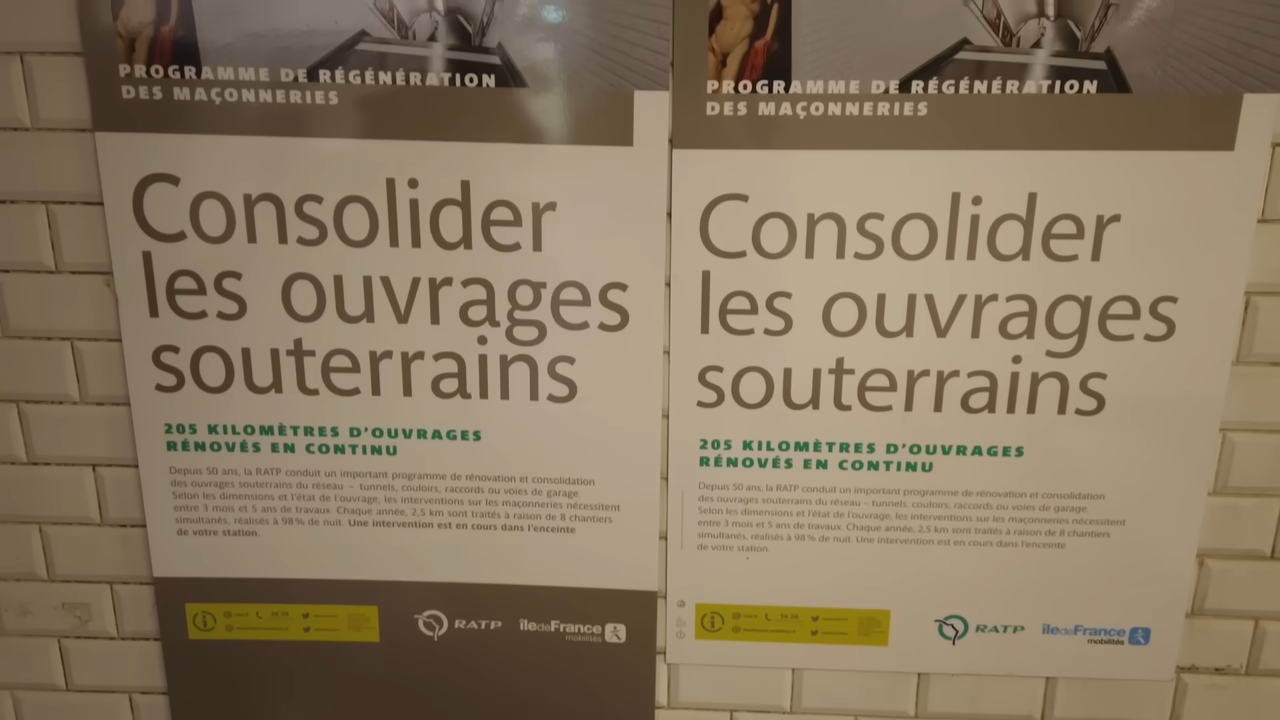 PROGRAMME DE RÉGÉNÉRATION
DES MAÇONNERIES
Consolider
les ouvrages
souterrains
205 KILOMÈTRES D'OUVRAGES
RÉNOVÉS EN CONTINU
Depuis 50 ans, la RATP conduit un important programme de rénovation et consolidation
des ouvrages souterrains du réseau – tunnels, couloirs, raccords ou voies de garage.
Selon les dimensions et l'état de l'ouvrage, les interventions sur les maçonneries nécessitent
entre 3 mois et 5 ans de travaux. Chaque année, 2,5 km sont traités à raison de 8 chantiers
simultanés, réalisés à 98 % de nuit. Une intervention est en cours dans l'enceinte
de votre station.
RATP
îledeFrance
mobilités
PROGRAMME DE RÉGÉNÉRATION
DES MAÇONNERIES
Consolider
les ouvrages
souterrains
205 KILOMÈTRES D'OUVRAGES
RÉNOVÉS EN CONTINU
Depuis 50 ans, la RATP conduit un important programme de rénovation et consolidation
des ouvrages souterrains du réseau – tunnels, couloirs, raccords ou voies de garage.
Selon les dimensions et l'état de l'ouvrage, les interventions sur les maçonneries nécessitent
entre 3 mois et 5 ans de travaux. Chaque année, 2,5 km sont traités à raison de 8 chantiers
simultanés, réalisés à 98 % de nuit. Une intervention est en cours dans l'enceinte
de votre station.
RATP
îledeFrance
mobilités